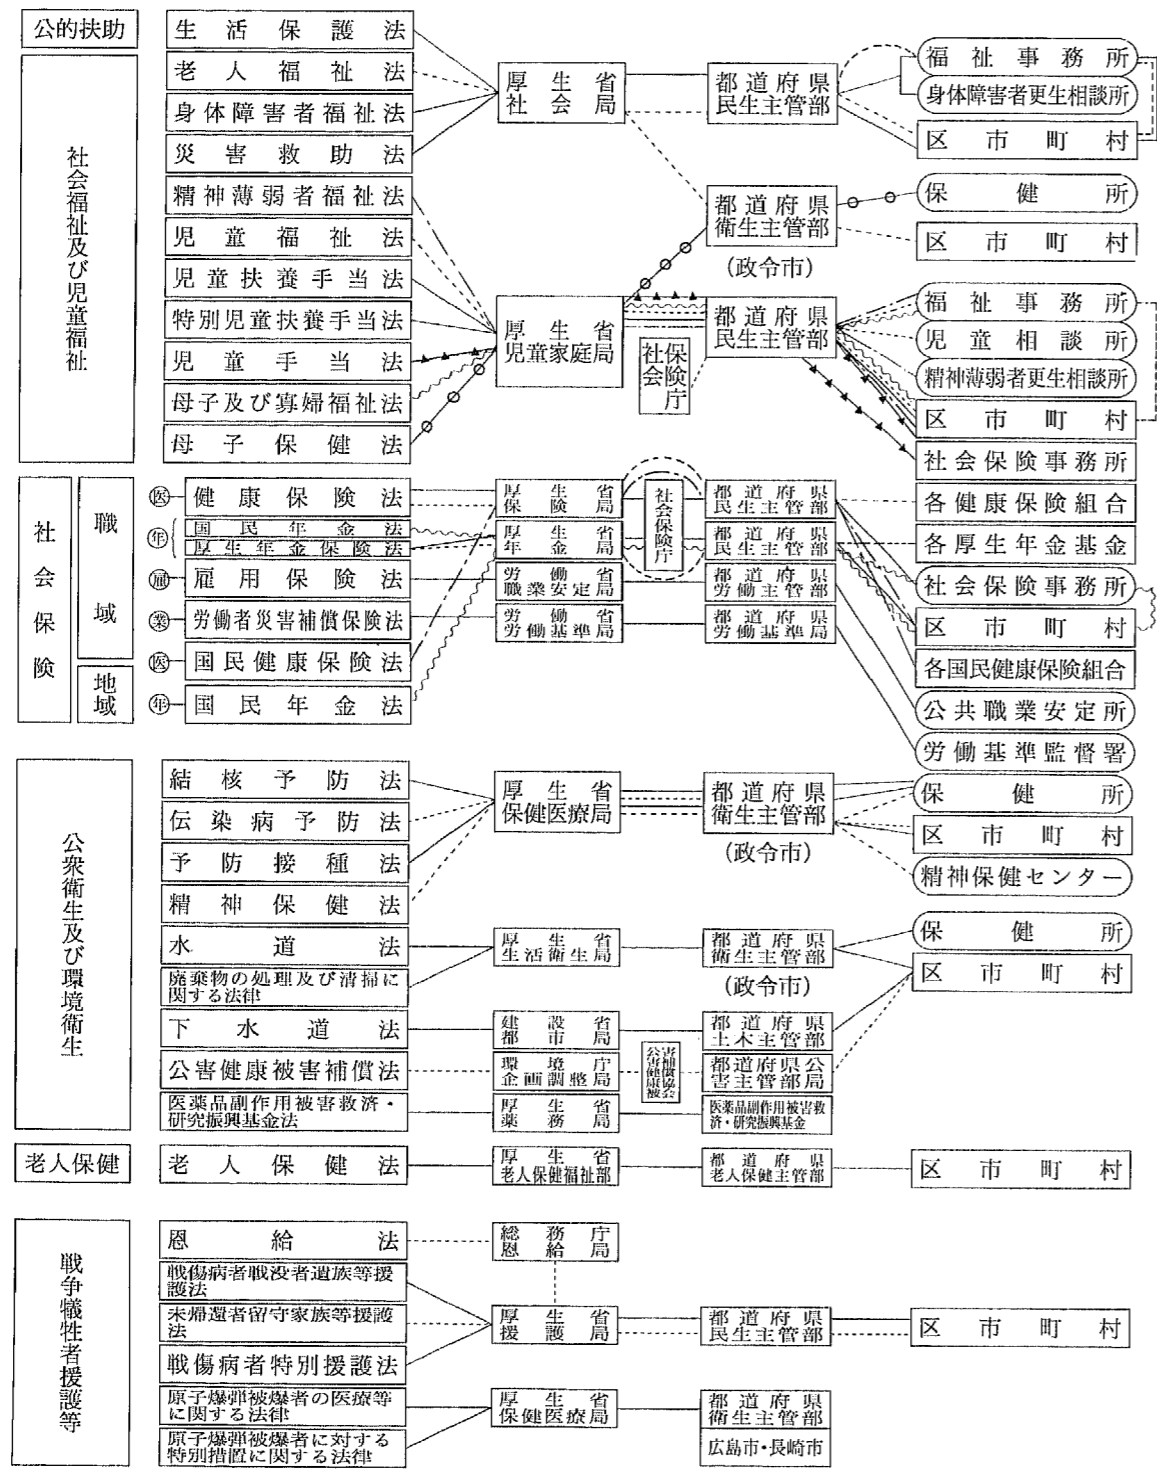 公的扶助
生活保護法
社会福祉及び児童福祉
老人福祉法
身体障害者福祉法
災害救助法
精神薄弱者福祉法
児童福祉法
児童扶養手当法
特別児童扶養手当法
児童手当法
母子及び寡婦福祉法
母子保健法
厚生省
社会局
都道府県
民生主管部
福祉事務所
身体障害者更生相談所
区市町村
都道府県
衛生主管部
(政令市)
保健所
区市町村
厚生省
児童家庭局
社会
保険庁
都道府県
民生主管部
福祉事務所
児童相談所
精神薄弱者更生相談所
区市町村
社会保険事務所
社会保険
職域
地域
医
健康保険法
年
国民年金法
厚生年金保険法
雇
雇用保険法
業
労働者災害補償保険法
医
国民健康保険法
年
国民年金法
厚生省
保険局
厚生省
年金局
労働省
職業安定局
労働省
労働基準局
社会保険庁
都道府県
民生主管部
都道府県
民生主管部
都道府県
労働主管部
都道府県
労働基準局
各健康保険組合
各厚生年金基金
社会保険事務所
区市町村
各国民健康保険組合
公共職業安定所
労働基準監督署
公衆衛生及び環境衛生
結核予防法
伝染病予防法
予防接種法
精神保健法
水道法
廃棄物の処理及び清掃に
関する法律
下水道法
公害健康被害補償法
医薬品副作用被害救済・
研究振興基金法
厚生省
保健医療局
都道府県
衛生主管部
(政令市)
保健所
区市町村
精神保健センター
厚生省
生活衛生局
都道府県
衛生主管部
(政令市)
保健所
区市町村
建設省
都市局
都道府県
土木主管部
環境庁
企画調整局
公害健康被
害補償協会
都道府県公
害主管部局
厚生省
薬務局
医薬品副作用被害救
済・研究振興基金
老人保健
老人保健法
厚生省
老人保健福祉部
都道府県
老人保健主管部
区市町村
戦争犠牲者援護等
恩給法
戦傷病者戦没者遺族等援
護法
未帰還者留守家族等援護
法
戦傷病者特別援護法
原子爆弾被爆者の医療等
に関する法律
原子爆弾被爆者に対する
特別措置に関する法律
総務庁
恩給局
厚生省
援護局
都道府県
民生主管部
区市町村
厚生省
保健医療局
都道府県
衛生主管部
広島市・長崎市